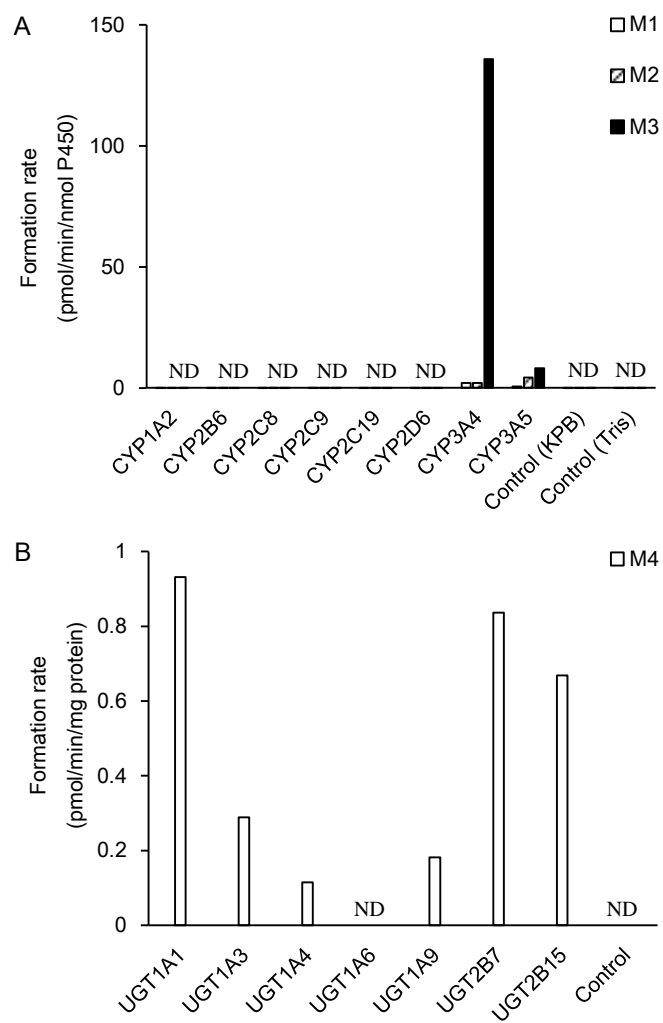 A
150
100
50
0
Formation rate
(pmol/min/nmol P450)
M1
M2
M3
ND
ND
ND
ND
ND
ND
ND
ND
CYP1A2
CYP2B6
CYP2C8
CYP2C9
CYP2C19
CYP2D6
CYP3A4
CYP3A5
Control (KPB)
Control (Tris)
B
1
0.8
0.6
0.4
0.2
0
Formation rate
(pmol/min/mg protein)
M4
ND
ND
UGT1A1
UGT1A3
UGT1A4
UGT1A6
UGT1A9
UGT2B7
UGT2B15
Control